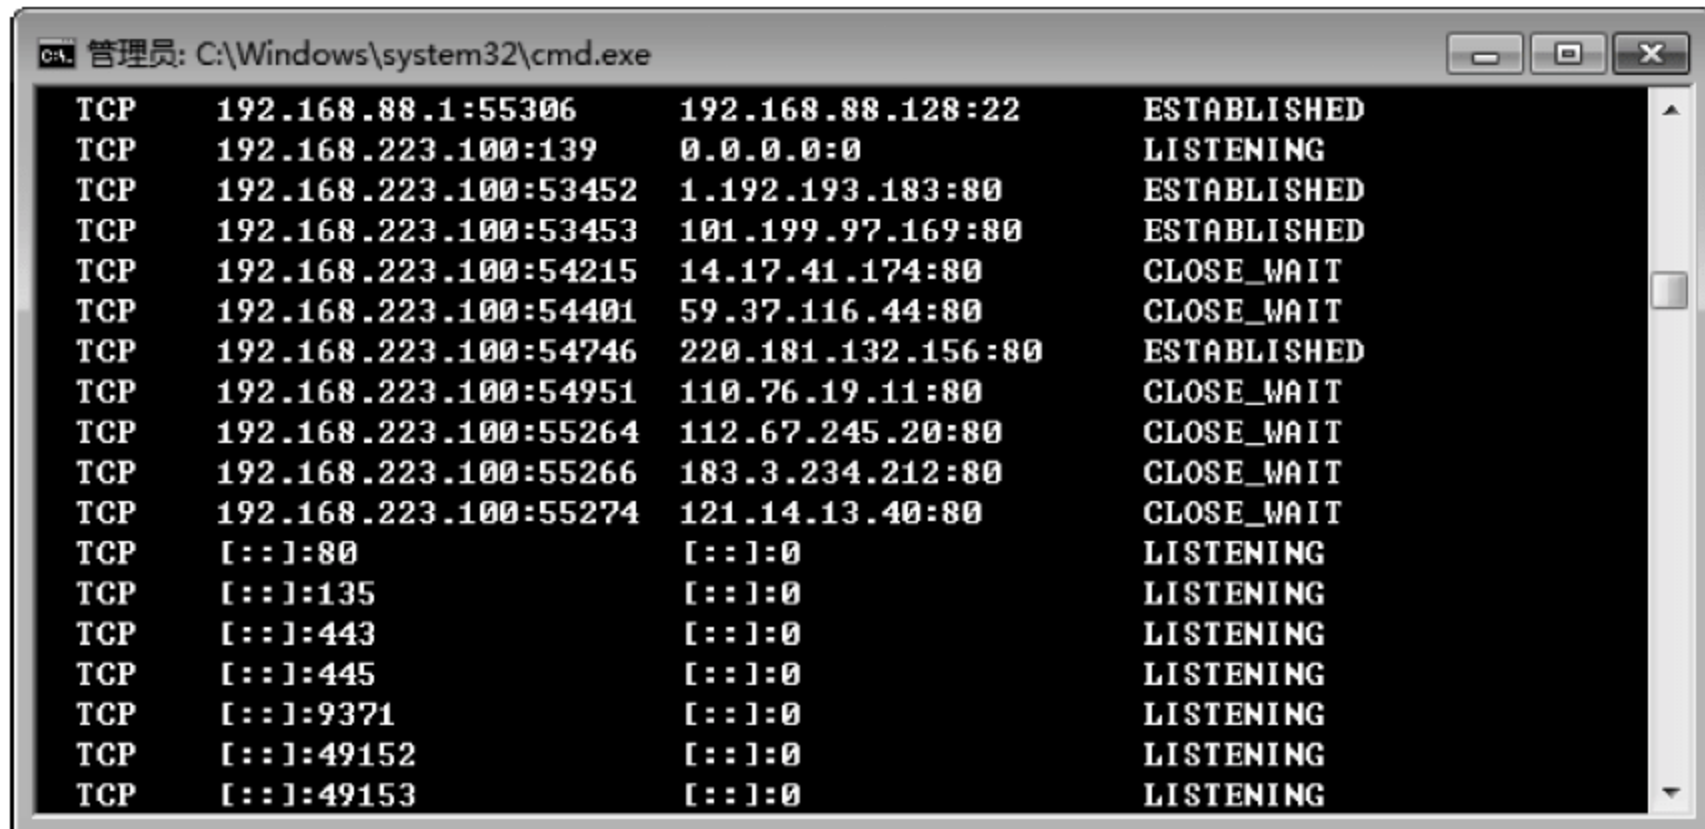 管理员: C:\Windows\system32\cmd.exe
TCP 192.168.88.1:55306 192.168.88.128:22 ESTABLISHED
TCP 192.168.223.100:139 0.0.0.0:0 LISTENING
TCP 192.168.223.100:53452 1.192.193.183:80 ESTABLISHED
TCP 192.168.223.100:53453 101.199.97.169:80 ESTABLISHED
TCP 192.168.223.100:54215 14.17.41.174:80 CLOSE_WAIT
TCP 192.168.223.100:54401 59.37.116.44:80 CLOSE_WAIT
TCP 192.168.223.100:54746 220.181.132.156:80 ESTABLISHED
TCP 192.168.223.100:54951 110.76.19.11:80 CLOSE_WAIT
TCP 192.168.223.100:55264 112.67.245.20:80 CLOSE_WAIT
TCP 192.168.223.100:55266 183.3.234.212:80 CLOSE_WAIT
TCP 192.168.223.100:55274 121.14.13.40:80 CLOSE_WAIT
TCP [::]:80 [::]:0 LISTENING
TCP [::]:135 [::]:0 LISTENING
TCP [::]:443 [::]:0 LISTENING
TCP [::]:445 [::]:0 LISTENING
TCP [::]:9371 [::]:0 LISTENING
TCP [::]:49152 [::]:0 LISTENING
TCP [::]:49153 [::]:0 LISTENING